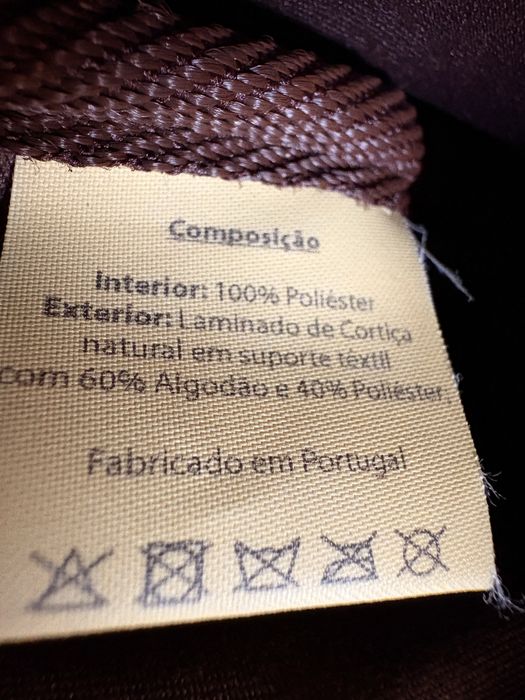 Composição
Interior: 100% Poliéster
Exterior: Laminado de Cortiça
natural em suporte têxtil
com 60% Algodão e 40% Poliéster
Fabricado em Portugal